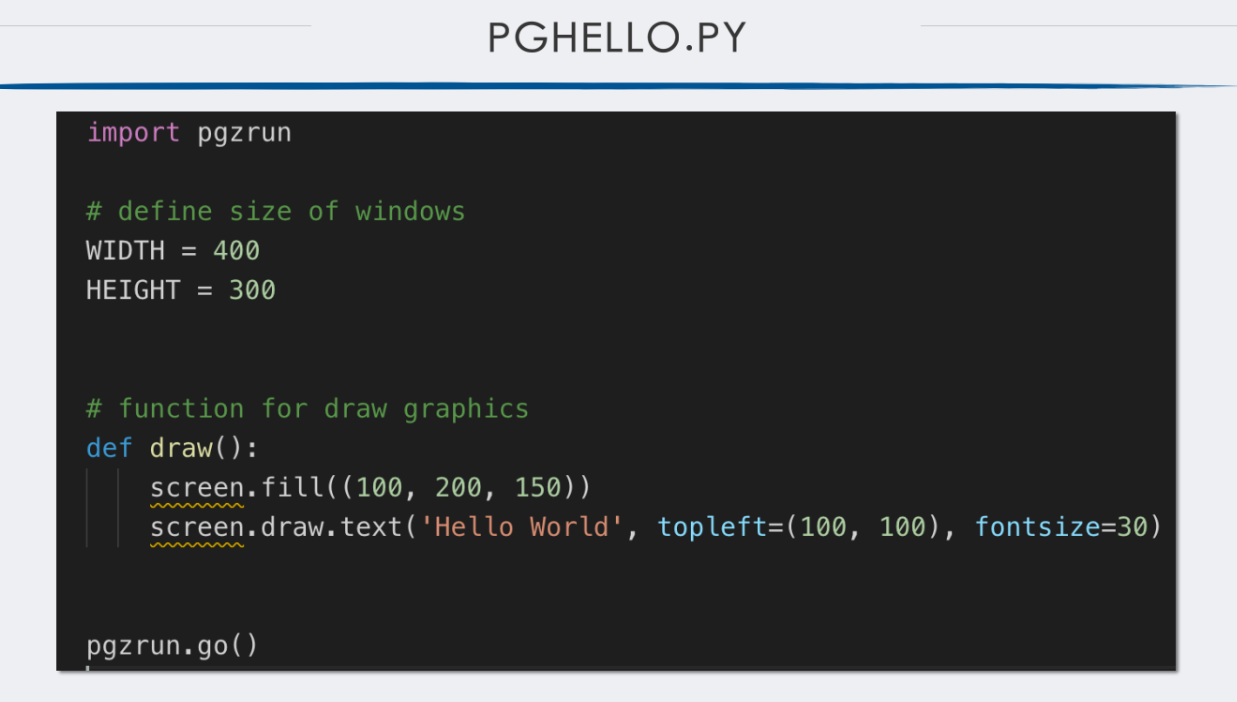 PGHELLO.PY
import pgzrun
# define size of windows
WIDTH = 400
HEIGHT = 300
# function for draw graphics
def draw():
    screen.fill((100, 200, 150))
    screen.draw.text('Hello World', topleft=(100, 100), fontsize=30)
pgzrun.go()